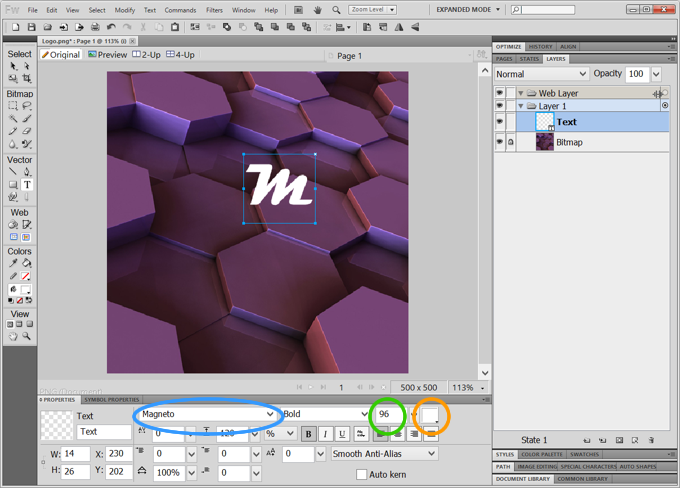 Fw File Edit View Select Modify Text Commands Filters Window Help Zoom Level EXPANDED MODE
Logo.png* : Page 1 @ 113%
Original Preview 2-Up 4-Up Page 1
Select
Bitmap
Vector
T
Web
Colors
View
m
OPTIMIZE HISTORY ALIGN
PAGES STATES LAYERS
Normal Opacity 100
Web Layer
Layer 1
Text
Bitmap
State 1
1 500 x 500 113%
PROPERTIES SYMBOL PROPERTIES
Text Magneto Bold 96
Text 0 120 % B I U
W: 14 X: 230 0 0 0 Smooth Anti-Alias
H: 26 Y: 202 100% 0 Auto kern
STYLES COLOR PALETTE SWATCHES
PATH IMAGE EDITING SPECIAL CHARACTERS AUTO SHAPES
DOCUMENT LIBRARY COMMON LIBRARY